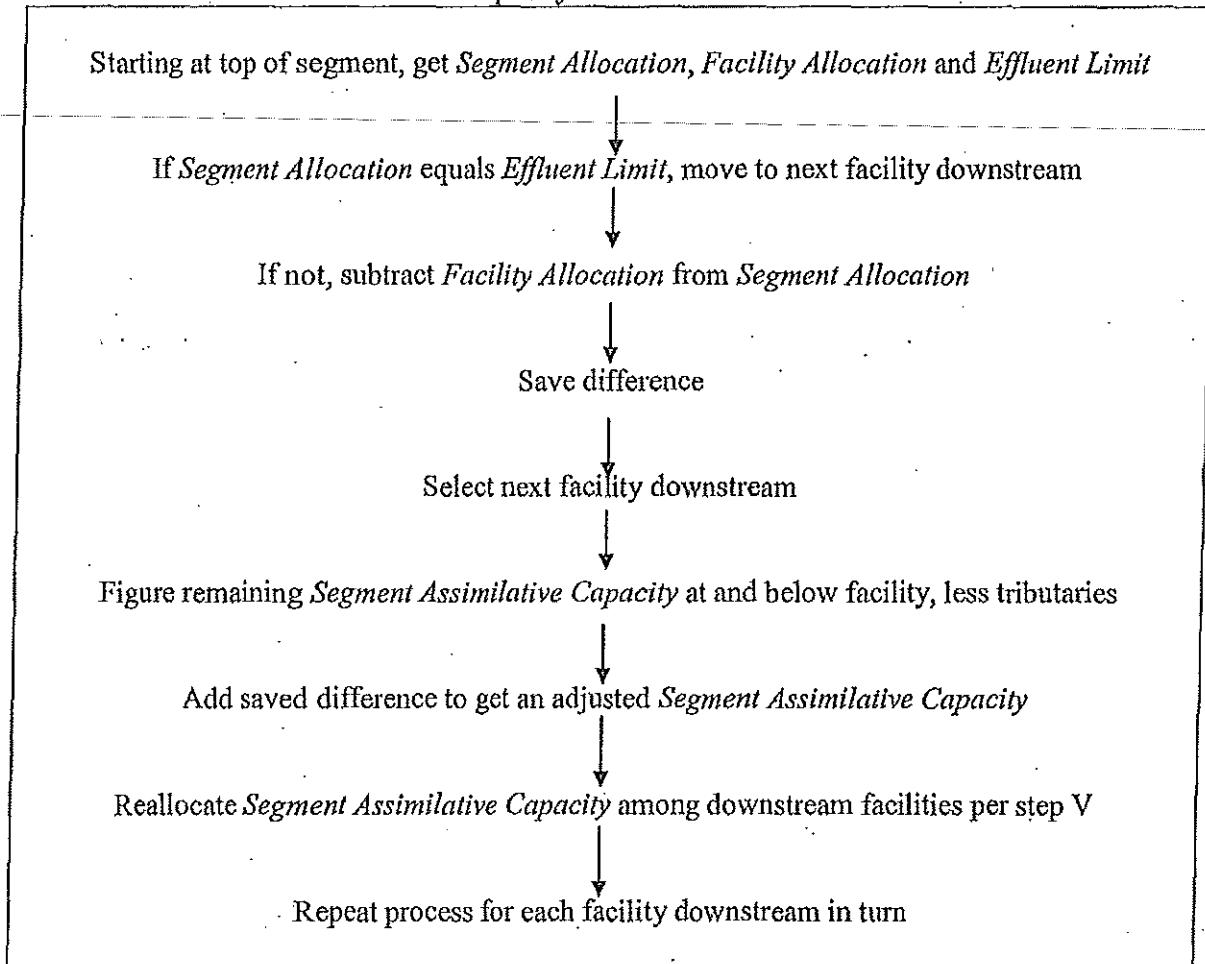 Starting at top of segment, get Segment Allocation, Facility Allocation and Effluent Limit
If Segment Allocation equals Effluent Limit, move to next facility downstream
If not, subtract Facility Allocation from Segment Allocation
Save difference
Select next facility downstream
Figure remaining Segment Assimilative Capacity at and below facility, less tributaries
Add saved difference to get an adjusted Segment Assimilative Capacity
Reallocate Segment Assimilative Capacity among downstream facilities per step V
Repeat process for each facility downstream in turn